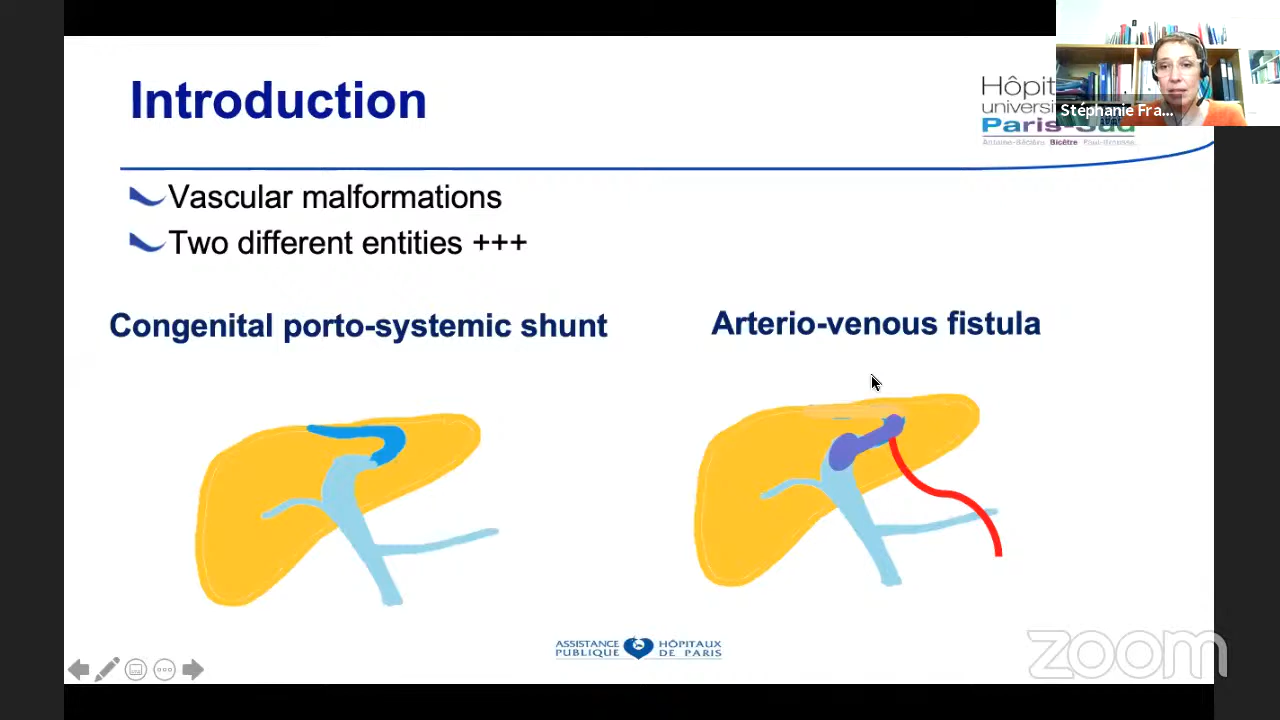 Introduction
Hôpit
universi
Paris-Sud
Stéphanie Fra...
Vascular malformations
Two different entities +++
Congenital porto-systemic shunt
Arterio-venous fistula
ASSISTANCE HÔPITAUX
PUBLIQUE DE PARIS
zoom